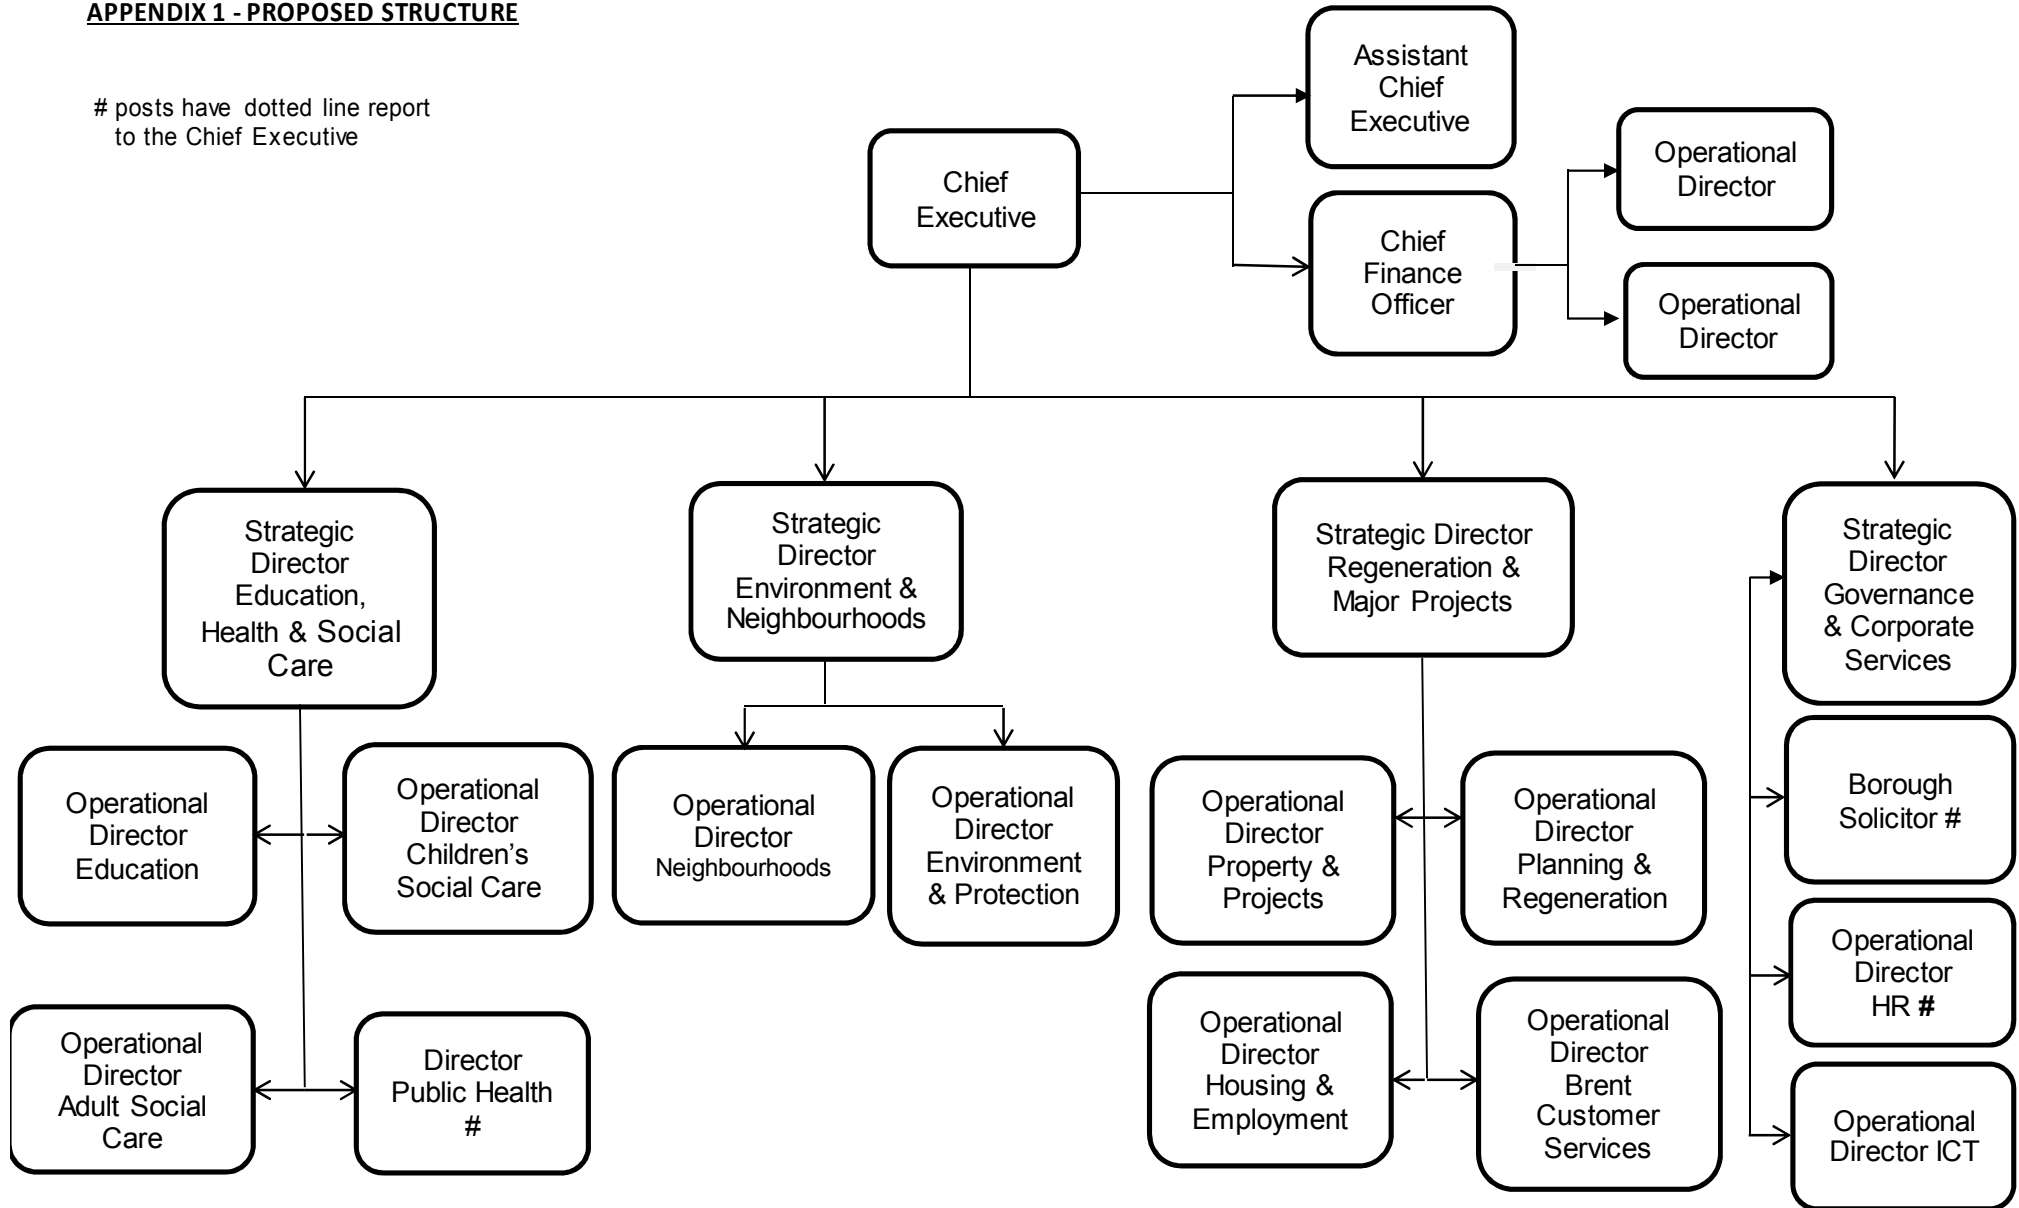 APPENDIX 1 - PROPOSED STRUCTURE
# posts have dotted line report
to the Chief Executive
Assistant
Chief
Executive
Chief
Executive
Operational
Director
Chief
Finance
Officer
Operational
Director
Strategic
Director
Education,
Health & Social
Care
Strategic
Director
Environment &
Neighbourhoods
Strategic Director
Regeneration &
Major Projects
Strategic
Director
Governance
& Corporate
Services
Operational
Director
Education
Operational
Director
Children's
Social Care
Operational
Director
Neighbourhoods
Operational
Director
Environment
& Protection
Operational
Director
Property &
Projects
Operational
Director
Planning &
Regeneration
Borough
Solicitor #
Operational
Director
HR #
Operational
Director
Adult Social
Care
Director
Public Health
#
Operational
Director
Housing &
Employment
Operational
Director
Brent
Customer
Services
Operational
Director ICT